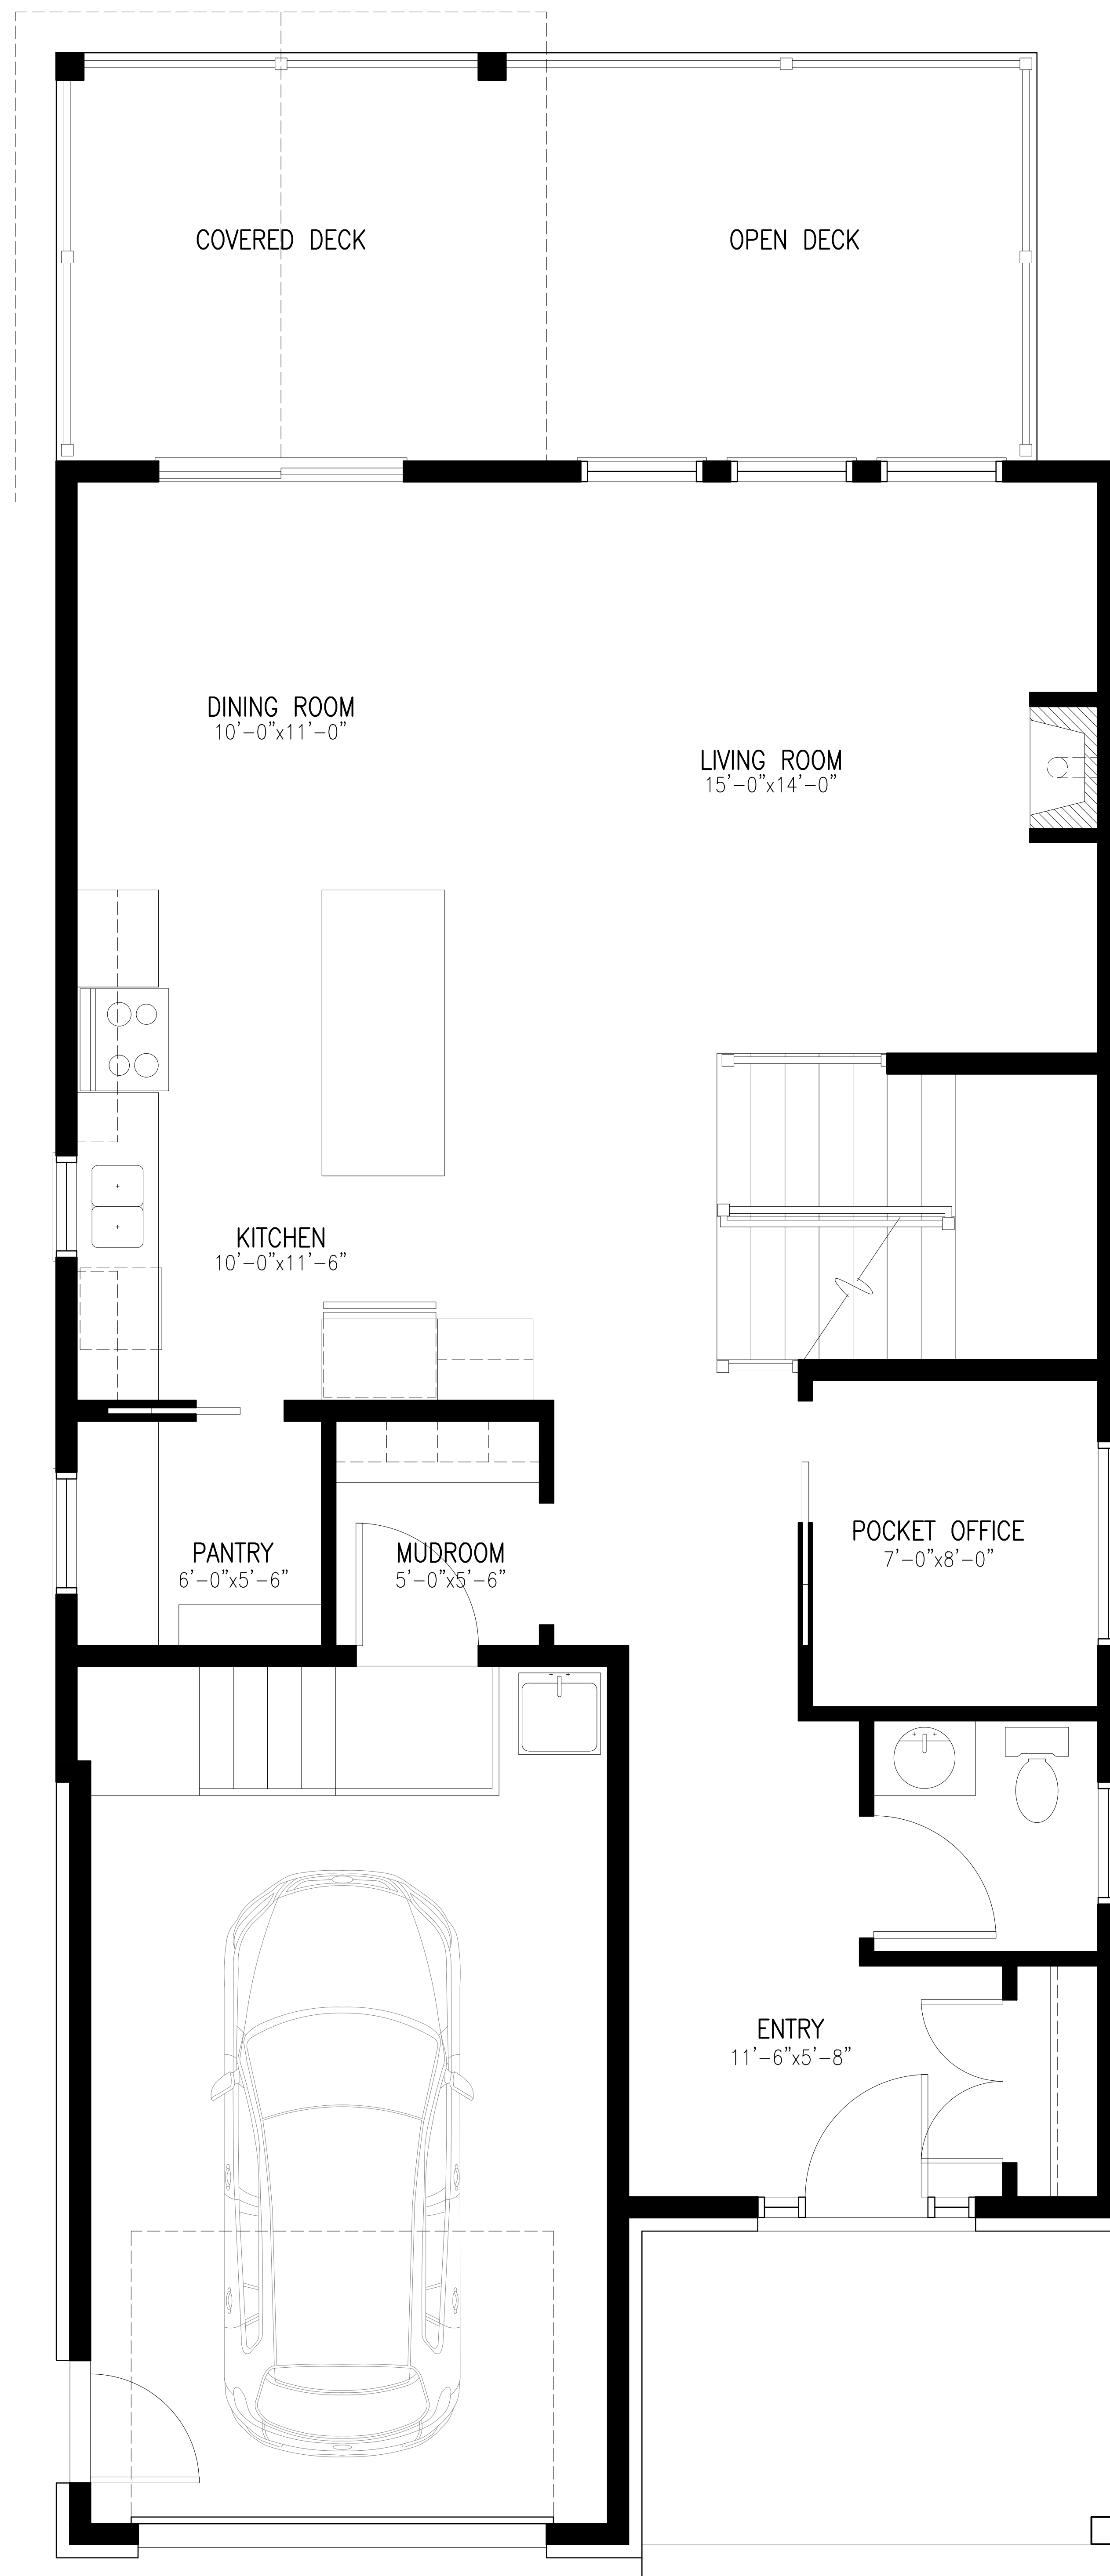 COVERED DECK
OPEN DECK
DINING ROOM
10'-0"x11'-0"
LIVING ROOM
15'-0"x14'-0"
KITCHEN
10'-0"x11'-6"
PANTRY
6'-0"x5'-6"
MUDROOM
5'-0"x5'-6"
POCKET OFFICE
7'-0"x8'-0"
ENTRY
11'-6"x5'-8"